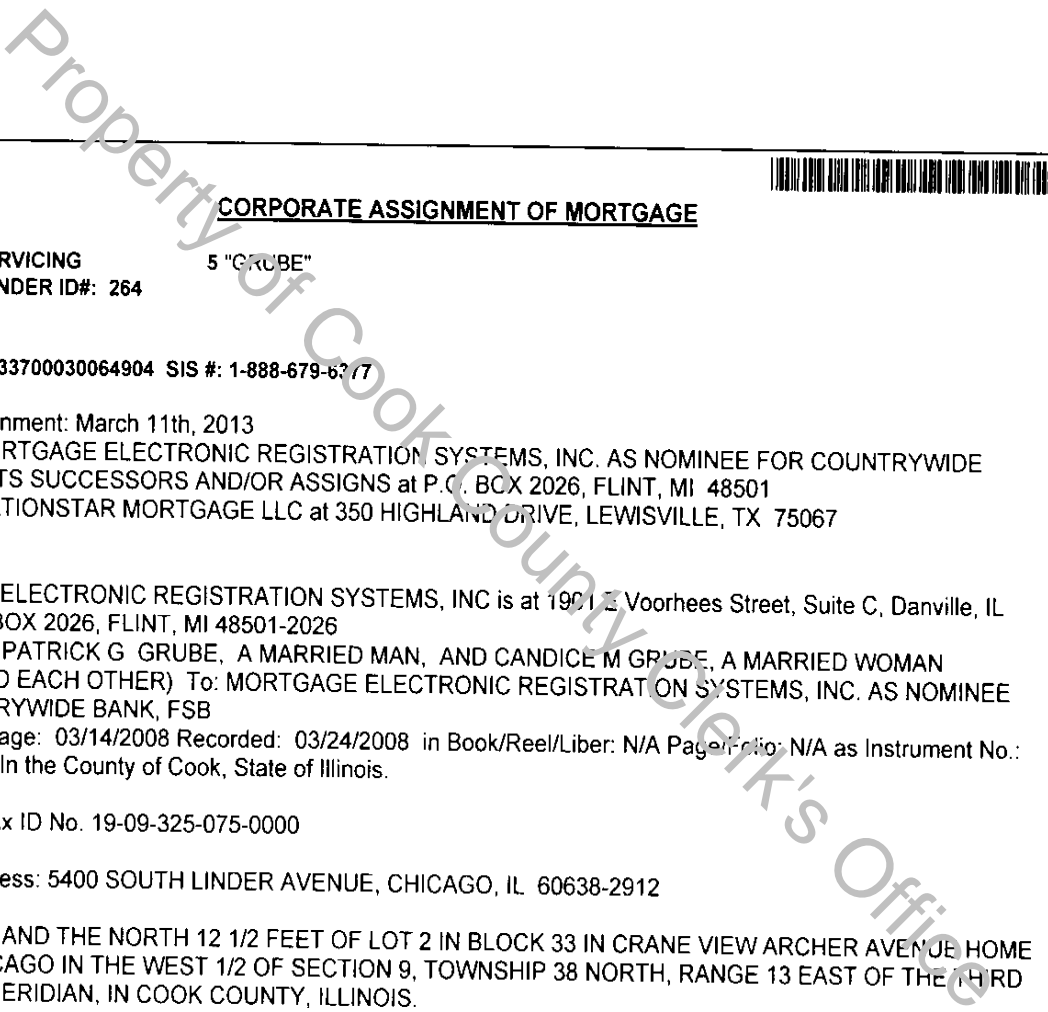 Property of Cook County Clerk's Office
CORPORATE ASSIGNMENT OF MORTGAGE
RVICING 5 "GRUBE"
NDER ID#: 264
33700030064904 SIS #: 1-888-679-6377
nment: March 11th, 2013
RTGAGE ELECTRONIC REGISTRATION SYSTEMS, INC. AS NOMINEE FOR COUNTRYWIDE
TS SUCCESSORS AND/OR ASSIGNS at P.O. BOX 2026, FLINT, MI 48501
TIONSTAR MORTGAGE LLC at 350 HIGHLAND DRIVE, LEWISVILLE, TX 75067
ELECTRONIC REGISTRATION SYSTEMS, INC is at 1901 E Voorhees Street, Suite C, Danville, IL
BOX 2026, FLINT, MI 48501-2026
PATRICK G GRUBE, A MARRIED MAN, AND CANDICE M GRUBE, A MARRIED WOMAN
D EACH OTHER) To: MORTGAGE ELECTRONIC REGISTRATION SYSTEMS, INC. AS NOMINEE
RYWIDE BANK, FSB
age: 03/14/2008 Recorded: 03/24/2008 in Book/Reel/Liber: N/A Page/Folio: N/A as Instrument No.:
In the County of Cook, State of Illinois.
x ID No. 19-09-325-075-0000
ess: 5400 SOUTH LINDER AVENUE, CHICAGO, IL 60638-2912
AND THE NORTH 12 1/2 FEET OF LOT 2 IN BLOCK 33 IN CRANE VIEW ARCHER AVENUE HOME
CAGO IN THE WEST 1/2 OF SECTION 9, TOWNSHIP 38 NORTH, RANGE 13 EAST OF THE THIRD
ERIDIAN, IN COOK COUNTY, ILLINOIS.